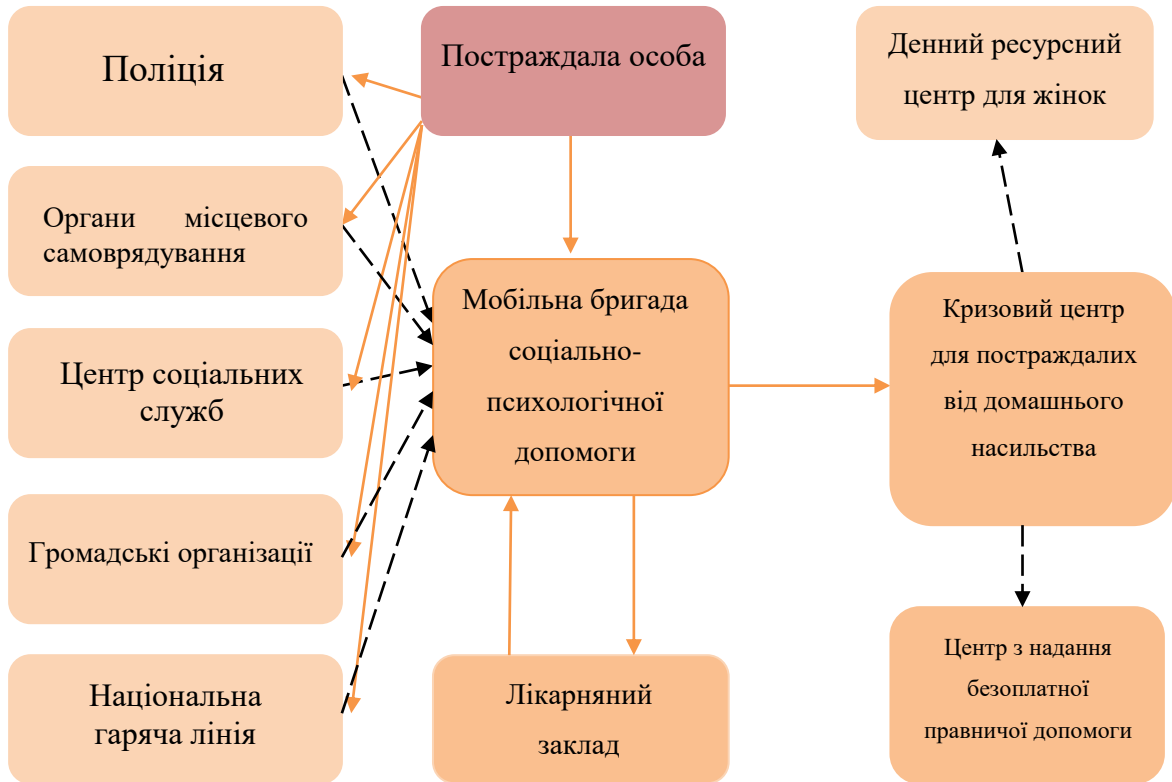 Поліція
Постраждала особа
Денний ресурсний
центр для жінок
Органи місцевого
самоврядування
Мобільна бригада
соціально-
психологічної
допомоги
Кризовий центр
для постраждалих
від домашнього
насильства
Центр соціальних
служб
Громадські організації
Національна
гаряча лінія
Лікарняний
заклад
Центр з надання
безоплатної
правничої допомоги